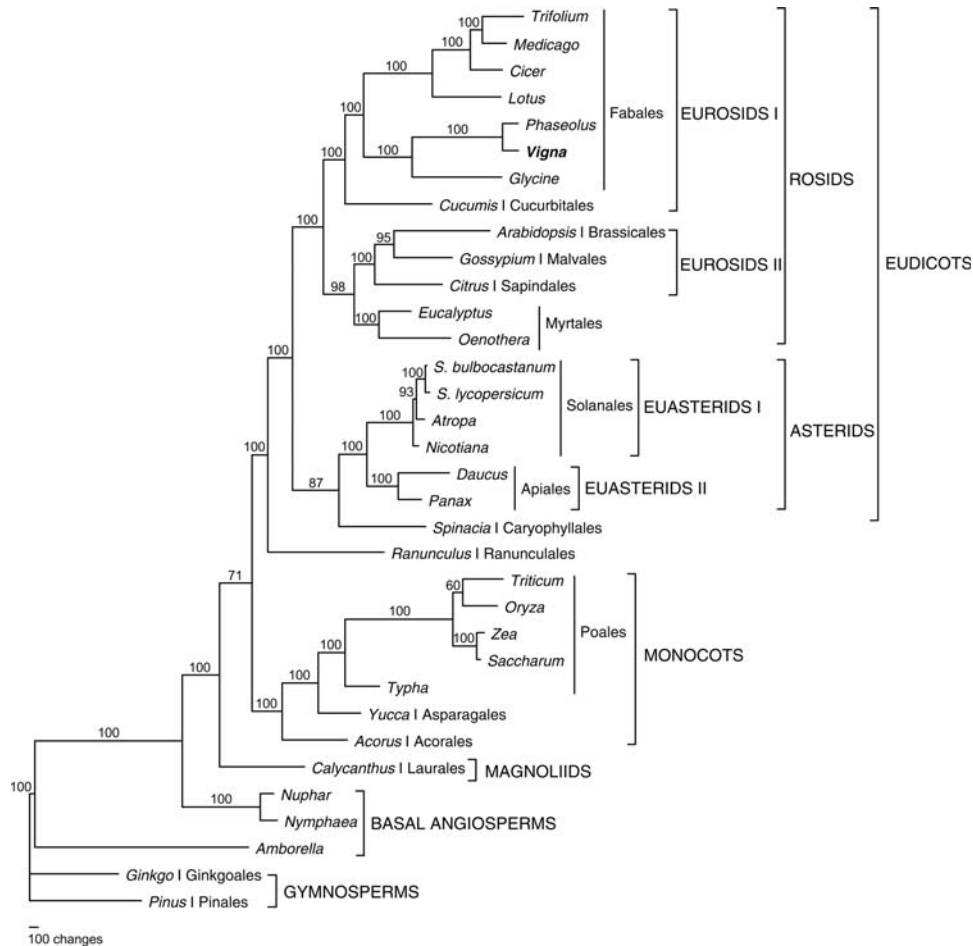 100 Trifolium
100 Medicago
100 Cicer
Lotus
100 Phaseolus Fabales EUROSIDS I
100 Vigna
100 Glycine
ROSIDS
100 Cucumis | Cucurbitales
100 95 Arabidopsis | Brassicales
100 Gossypium | Malvales EUROSIDS II EUDICOTS
98 Citrus | Sapindales
100 Eucalyptus Myrtales
Oenothera
100 100 S. bulbocastanum
93 S. lycopersicum Solanales EUASTERIDS I
100 Atropa ASTERIDS
100 100 Nicotiana
100 Daucus Apiales EUASTERIDS II
87 Panax
Spinacia | Caryophyllales
Ranunculus | Ranunculales
71 60 Triticum
100 Oryza
100 100 Zea Poales MONOCOTS
100 Saccharum
100 Typha
100 Yucca | Asparagales
Acorus | Acorales
100 Calycanthus | Laurales MAGNOLIIDS
100 100 Nuphar
Nymphaea BASAL ANGIOSPERMS
Amborella
Ginkgo | Ginkgoales GYMNOSPERMS
Pinus | Pinales
100 changes